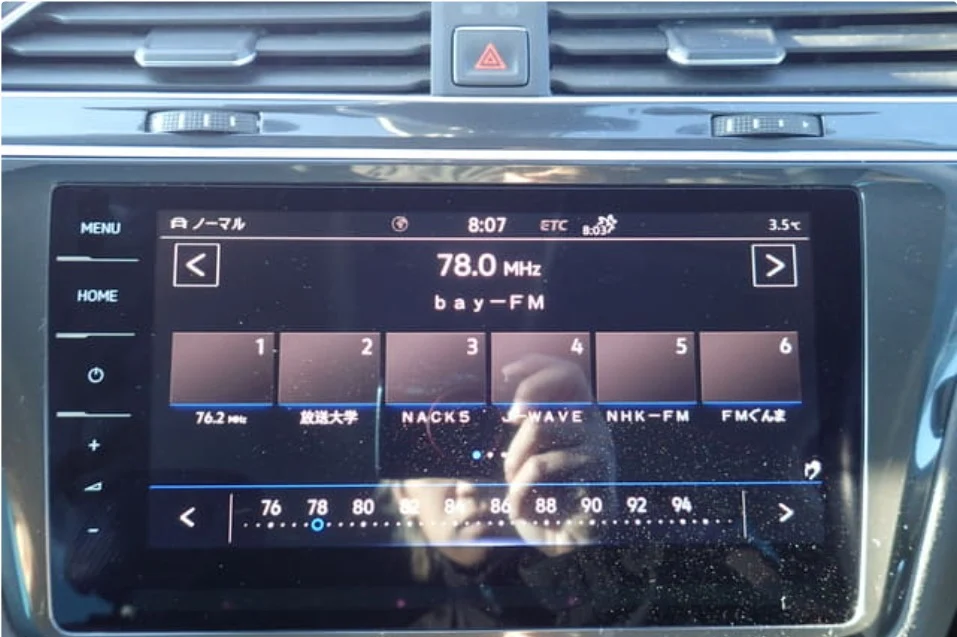 MENU
ノーマル 8:07 ETC 8:03 3.5℃
< 78.0 MHz >
HOME
bay-FM
1 2 3 4 5 6
76.2 MHz 放送大学 NACK5 J-WAVE NHK-FM FMぐんま
+
< 76 78 80 82 84 86 88 90 92 94 >
-